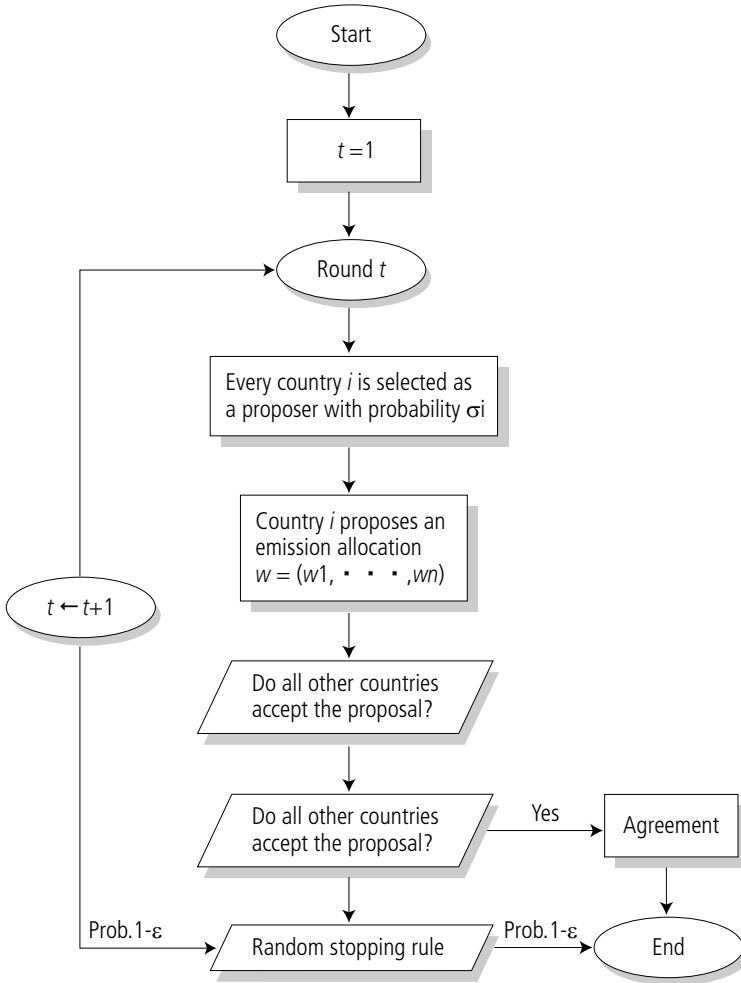 Start
t =1
Round t
Every country i is selected as
a proposer with probability σi
Country i proposes an
emission allocation
w = (w1, · · · ,wn)
t ← t+1
Do all other countries
accept the proposal?
Do all other countries
accept the proposal?
Yes
Agreement
Prob.1-ε
Random stopping rule
Prob.1-ε
End